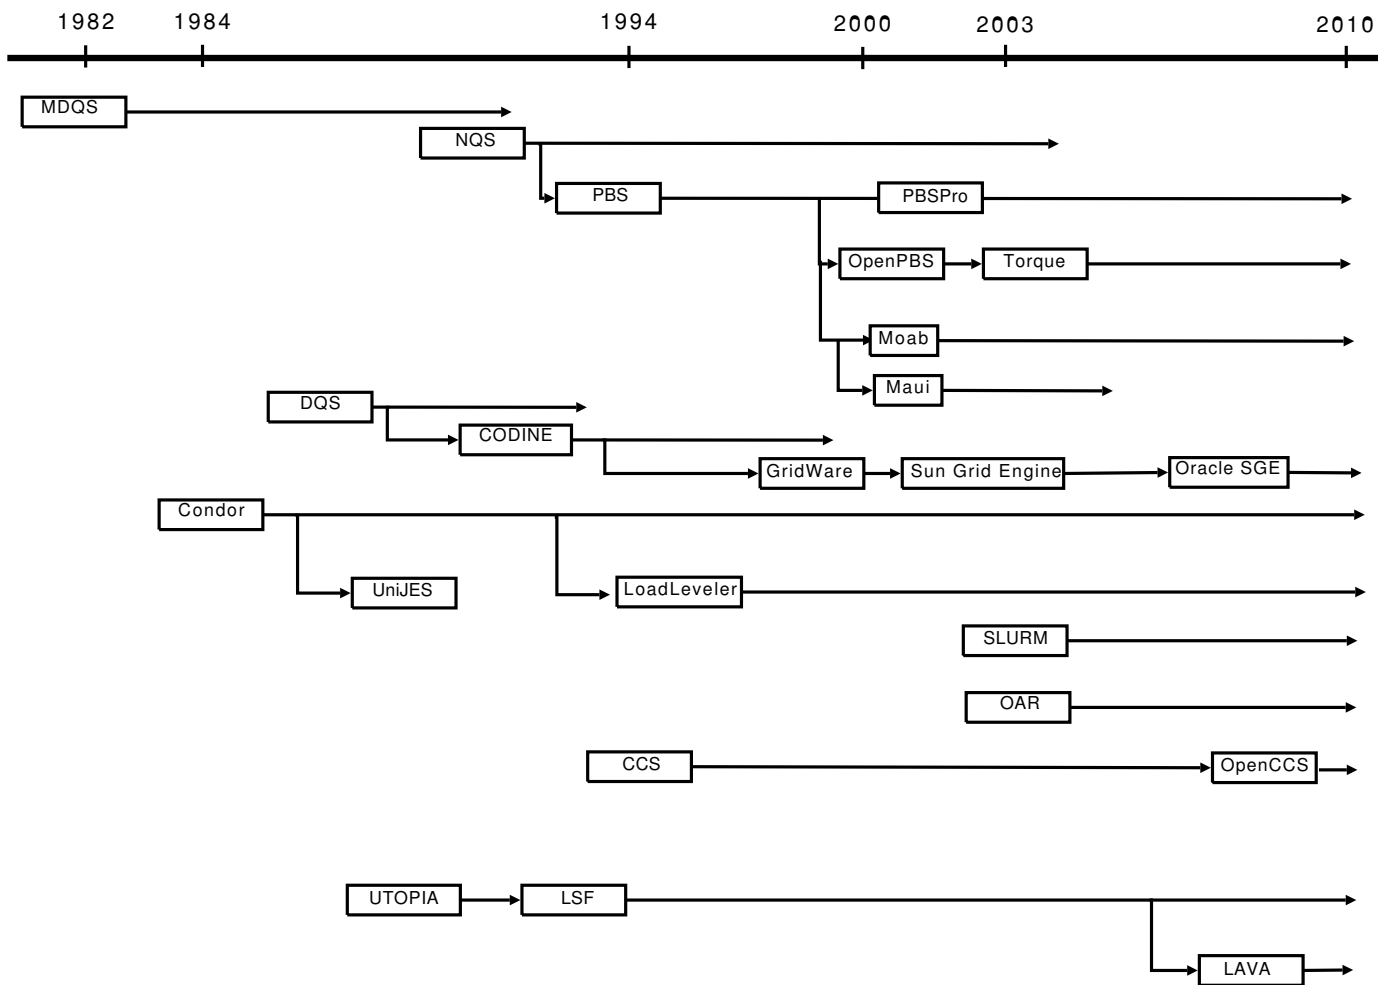 1982 1984 1994 2000 2003 2010
MDQS
NQS
PBS PBSPro
OpenPBS Torque
Moab
Maui
DQS
CODINE
GridWare Sun Grid Engine Oracle SGE
Condor
UniJES LoadLeveler
SLURM
OAR
CCS OpenCCS
UTOPIA LSF
LAVA